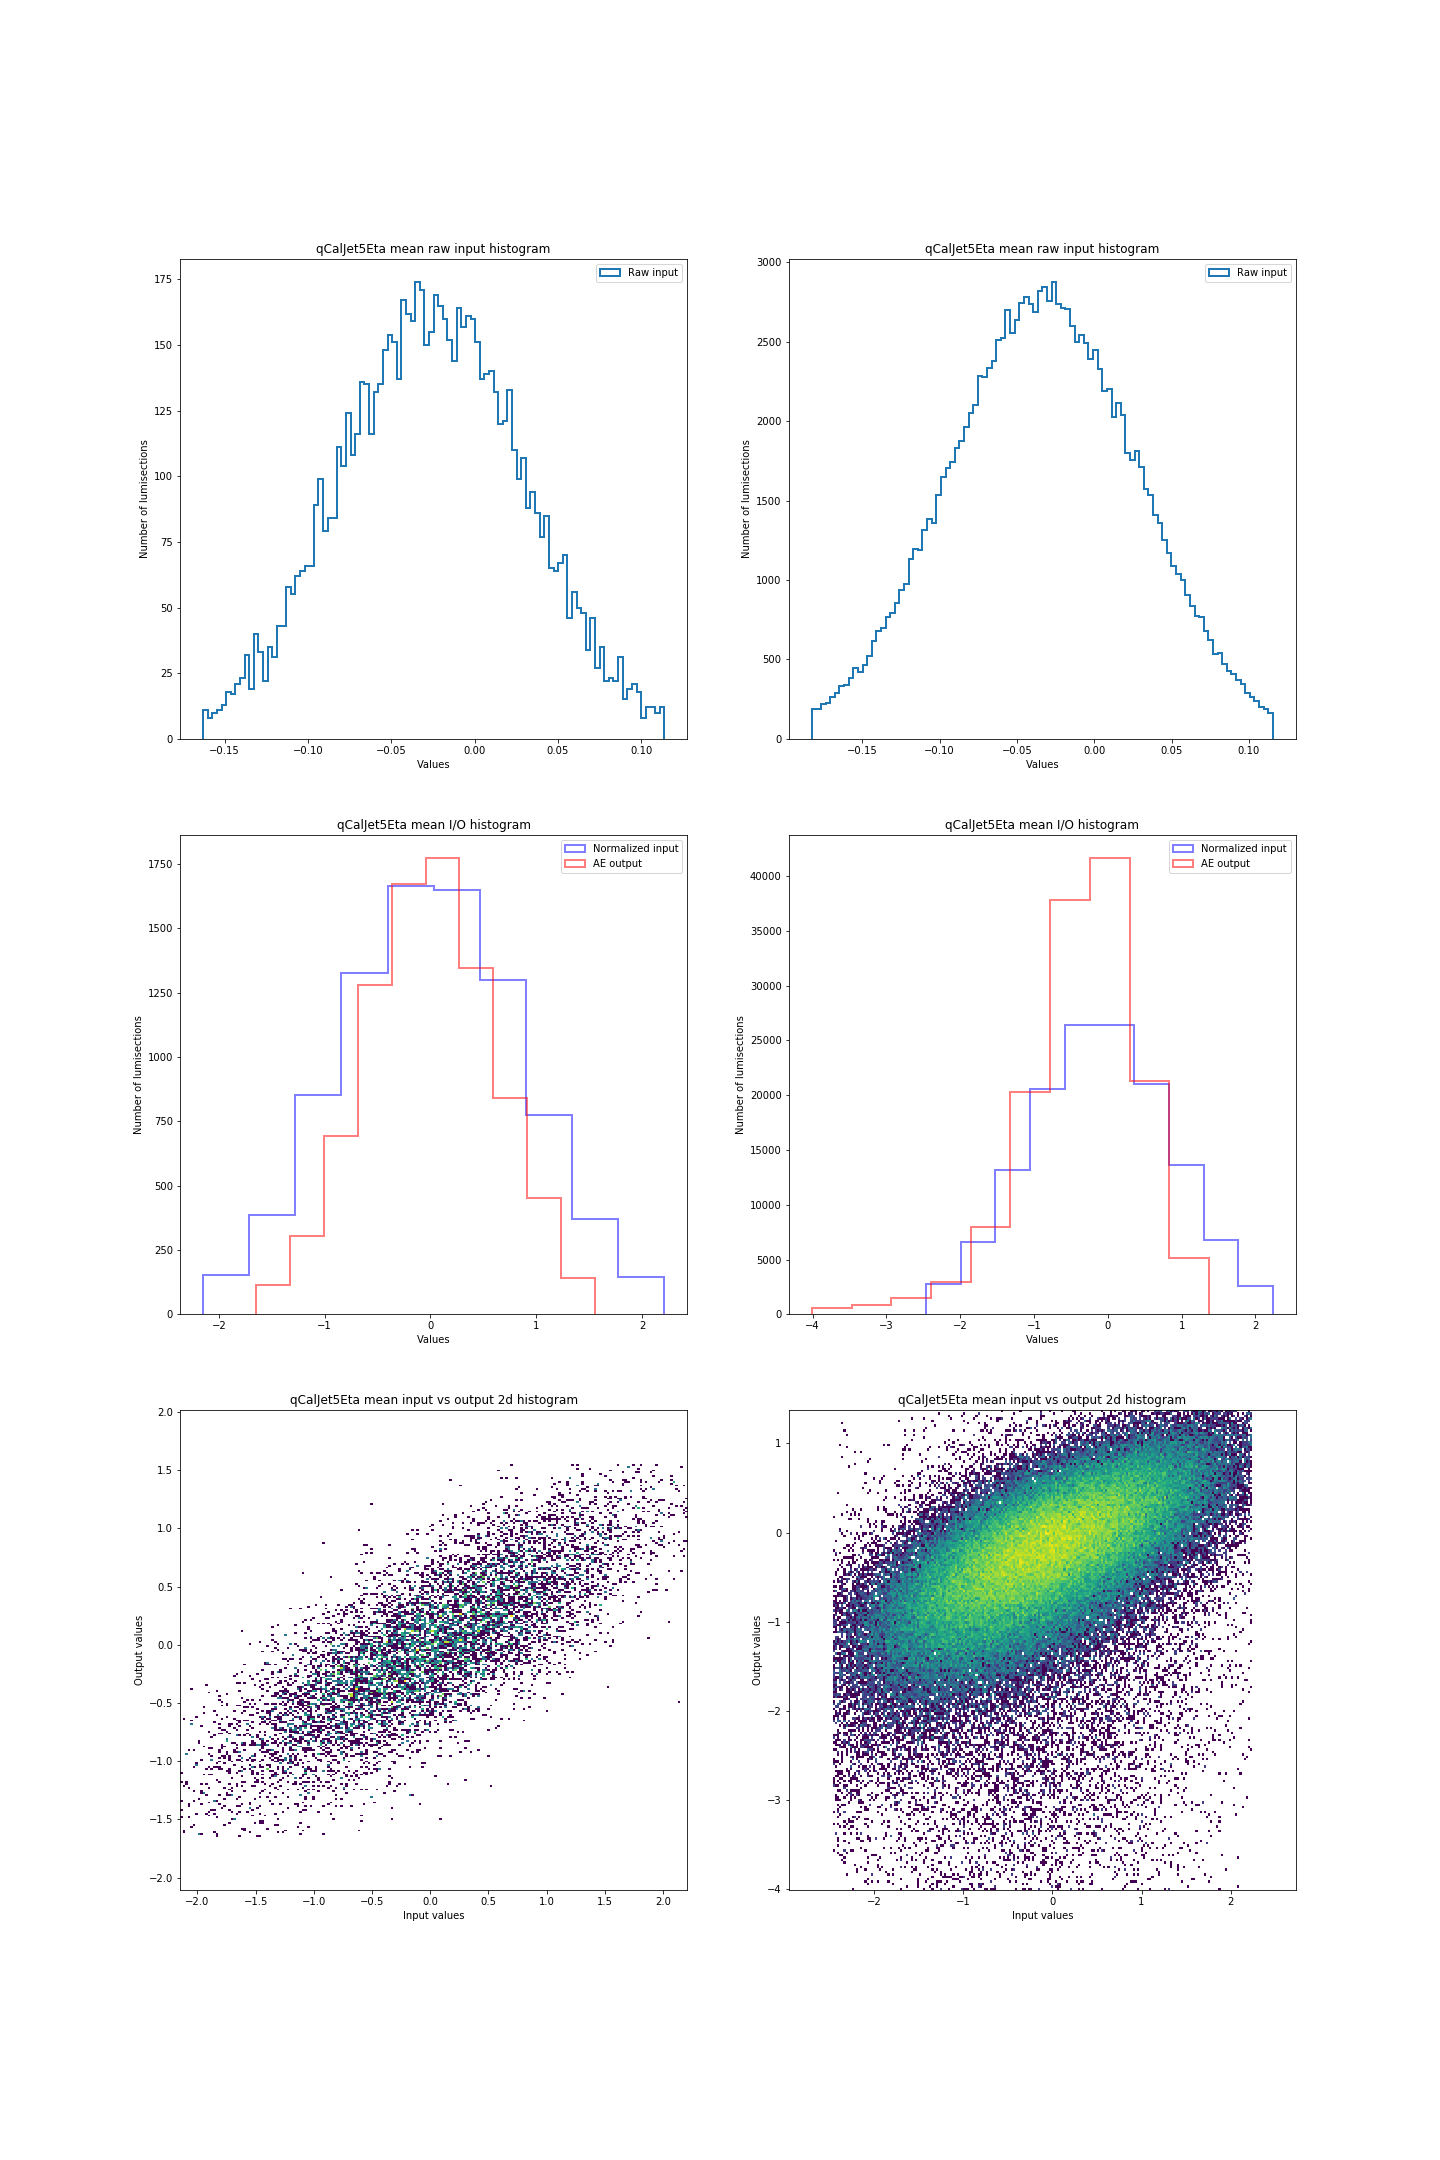 qCalJet5Eta mean raw input histogram
Raw input
175
150
125
100
75
50
25
0
Number of lumisections
−0.15 −0.10 −0.05 0.00 0.05 0.10
Values
qCalJet5Eta mean raw input histogram
Raw input
3000
2500
2000
1500
1000
500
0
Number of lumisections
−0.15 −0.10 −0.05 0.00 0.05 0.10
Values
qCalJet5Eta mean I/O histogram
Normalized input
AE output
1750
1500
1250
1000
750
500
250
0
Number of lumisections
−2 −1 0 1 2
Values
qCalJet5Eta mean I/O histogram
Normalized input
AE output
40000
35000
30000
25000
20000
15000
10000
5000
0
Number of lumisections
−4 −3 −2 −1 0 1 2
Values
qCalJet5Eta mean input vs output 2d histogram
2.0
1.5
1.0
0.5
0.0
−0.5
−1.0
−1.5
−2.0
Output values
−2.0 −1.5 −1.0 −0.5 0.0 0.5 1.0 1.5 2.0
Input values
qCalJet5Eta mean input vs output 2d histogram
1
0
−1
−2
−3
−4
Output values
−2 −1 0 1 2
Input values